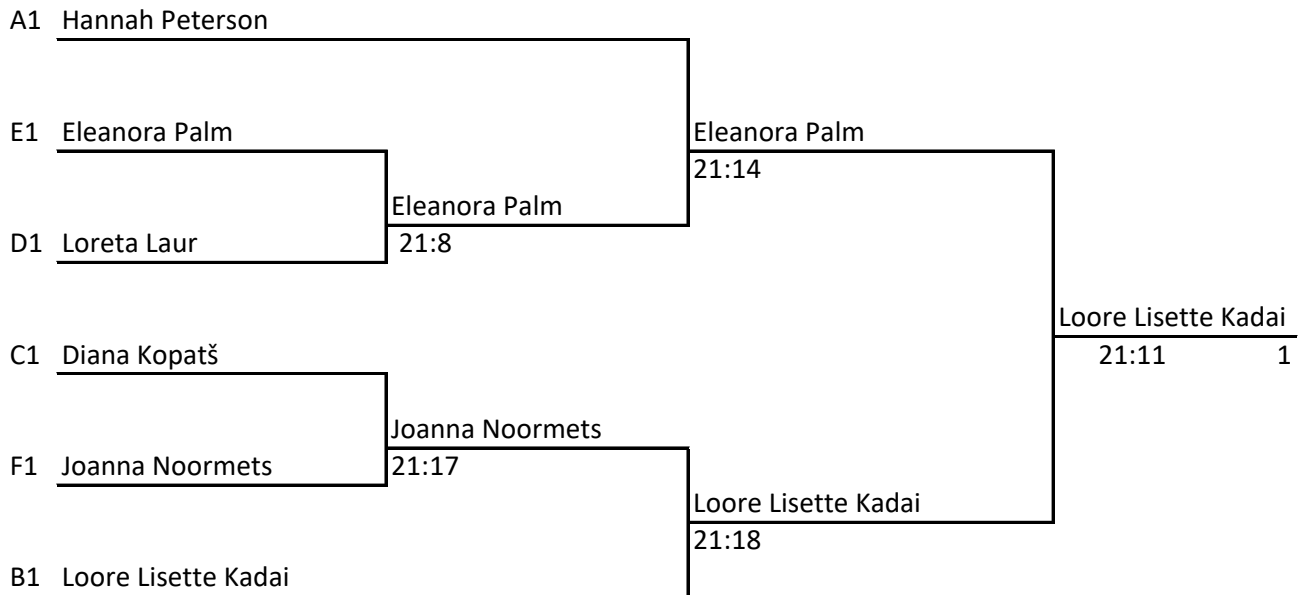 A1 Hannah Peterson
E1 Eleanora Palm
Eleanora Palm
21:14
Eleanora Palm
D1 Loreta Laur
21:8
Loore Lisette Kadai
C1 Diana Kopatš
21:11 1
Joanna Noormets
F1 Joanna Noormets
21:17
Loore Lisette Kadai
21:18
B1 Loore Lisette Kadai